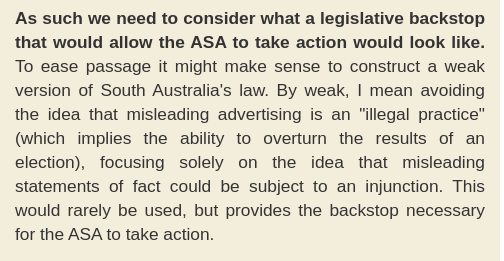 As such we need to consider what a legislative backstop
that would allow the ASA to take action would look like.
To ease passage it might make sense to construct a weak
version of South Australia's law. By weak, I mean avoiding
the idea that misleading advertising is an "illegal practice"
(which implies the ability to overturn the results of an
election), focusing solely on the idea that misleading
statements of fact could be subject to an injunction. This
would rarely be used, but provides the backstop necessary
for the ASA to take action.